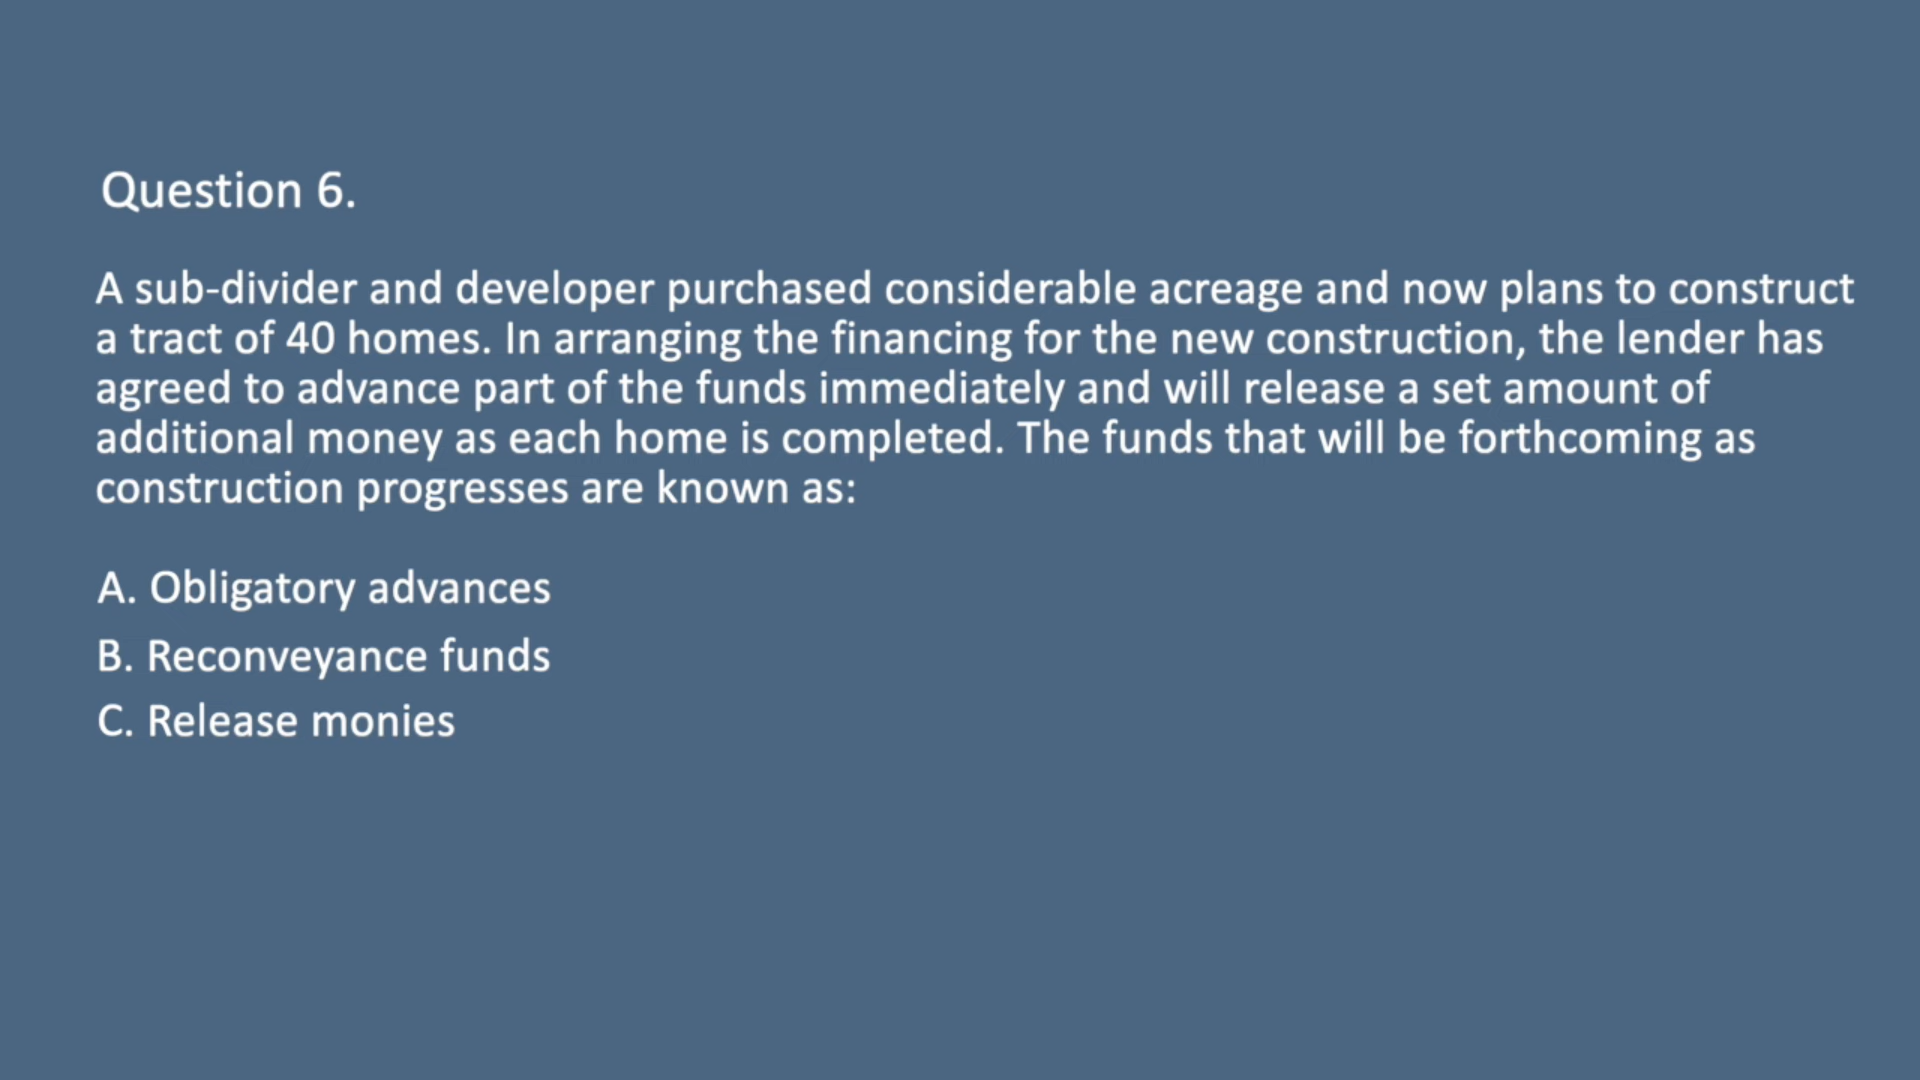 Question 6.
A sub-divider and developer purchased considerable acreage and now plans to construct
a tract of 40 homes. In arranging the financing for the new construction, the lender has
agreed to advance part of the funds immediately and will release a set amount of
additional money as each home is completed. The funds that will be forthcoming as
construction progresses are known as:
A. Obligatory advances
B. Reconveyance funds
C. Release monies